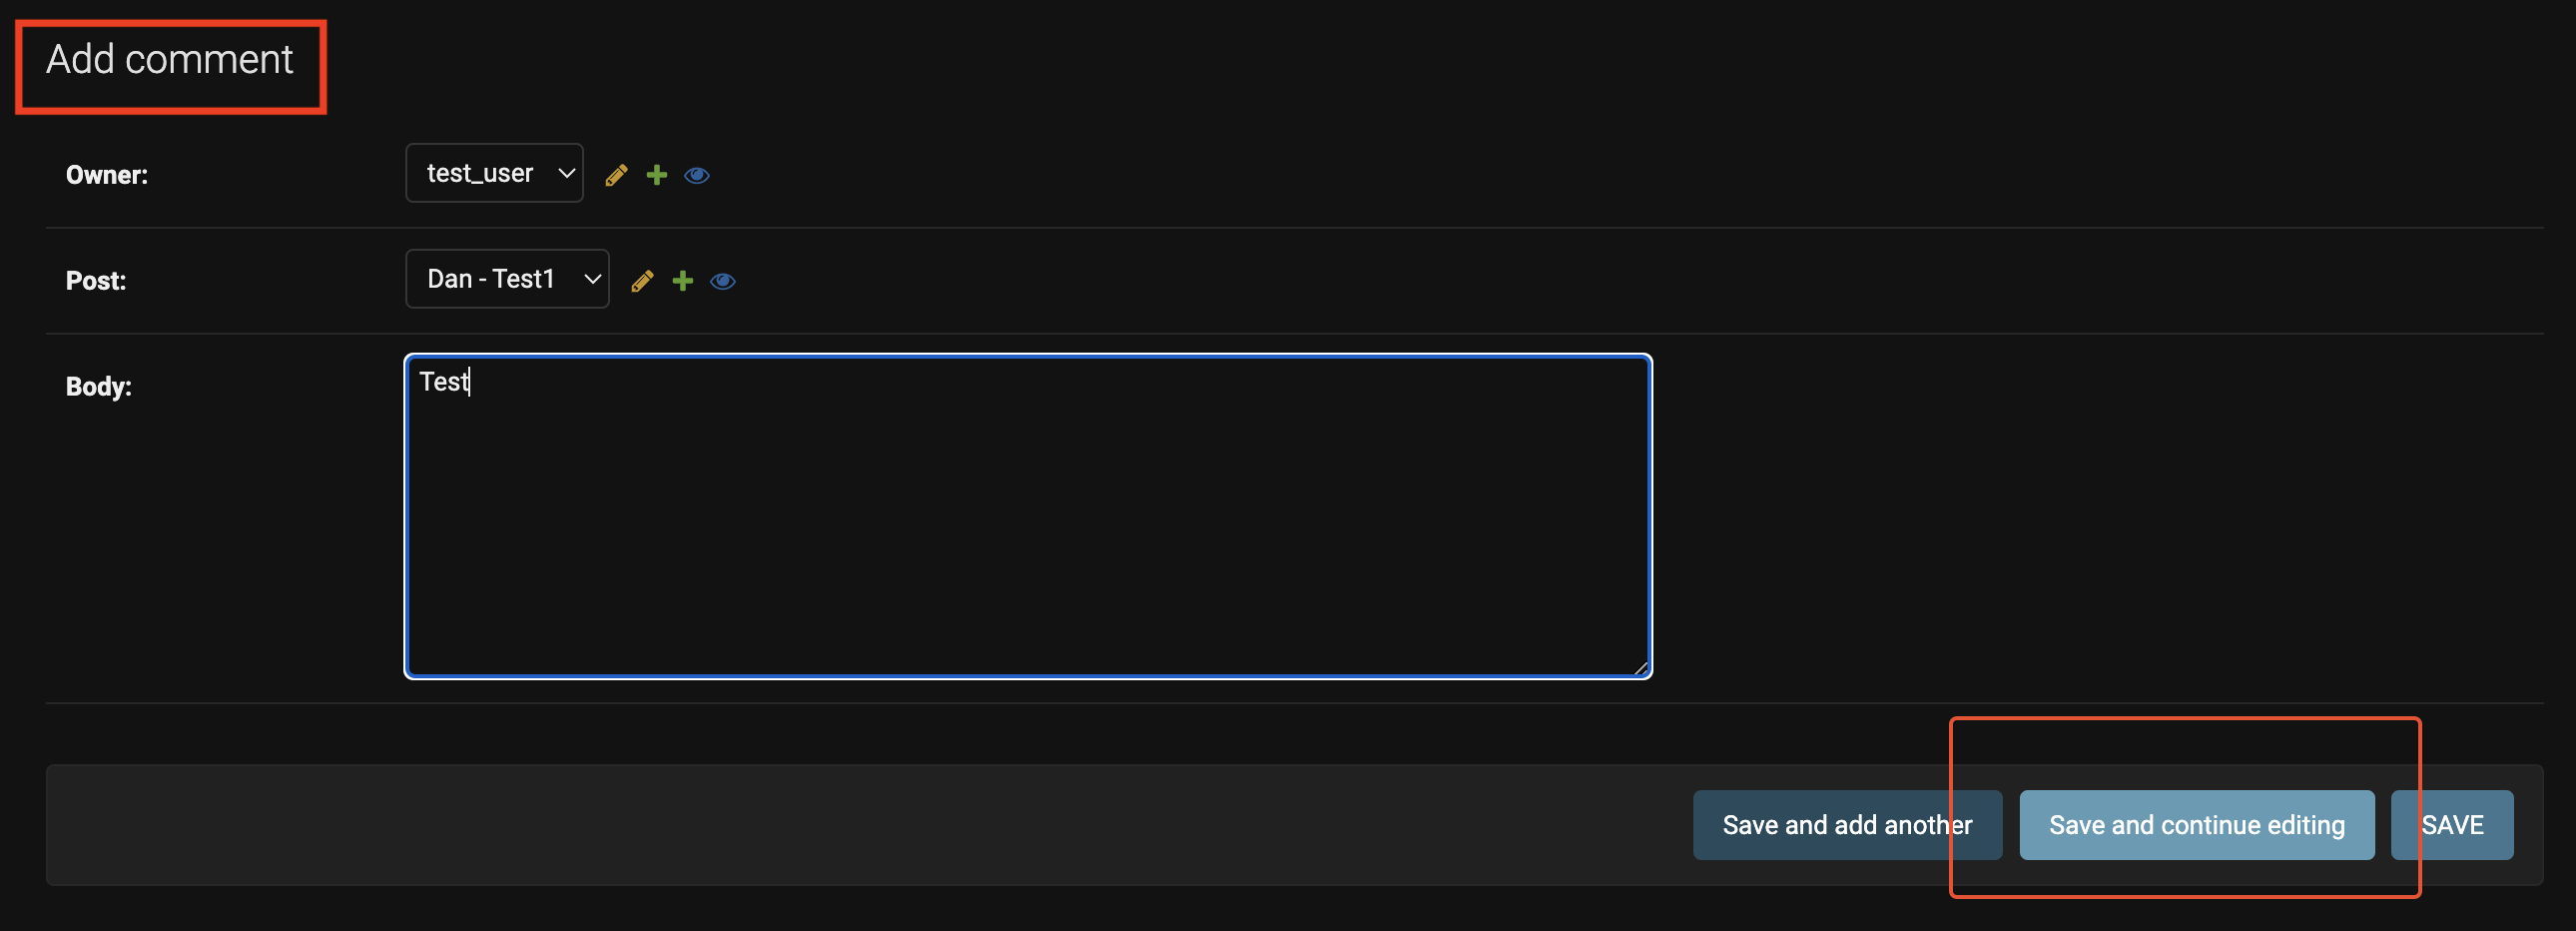 Add comment
Owner: test_user
Post: Dan - Test1
Body: Test
Save and add another Save and continue editing SAVE